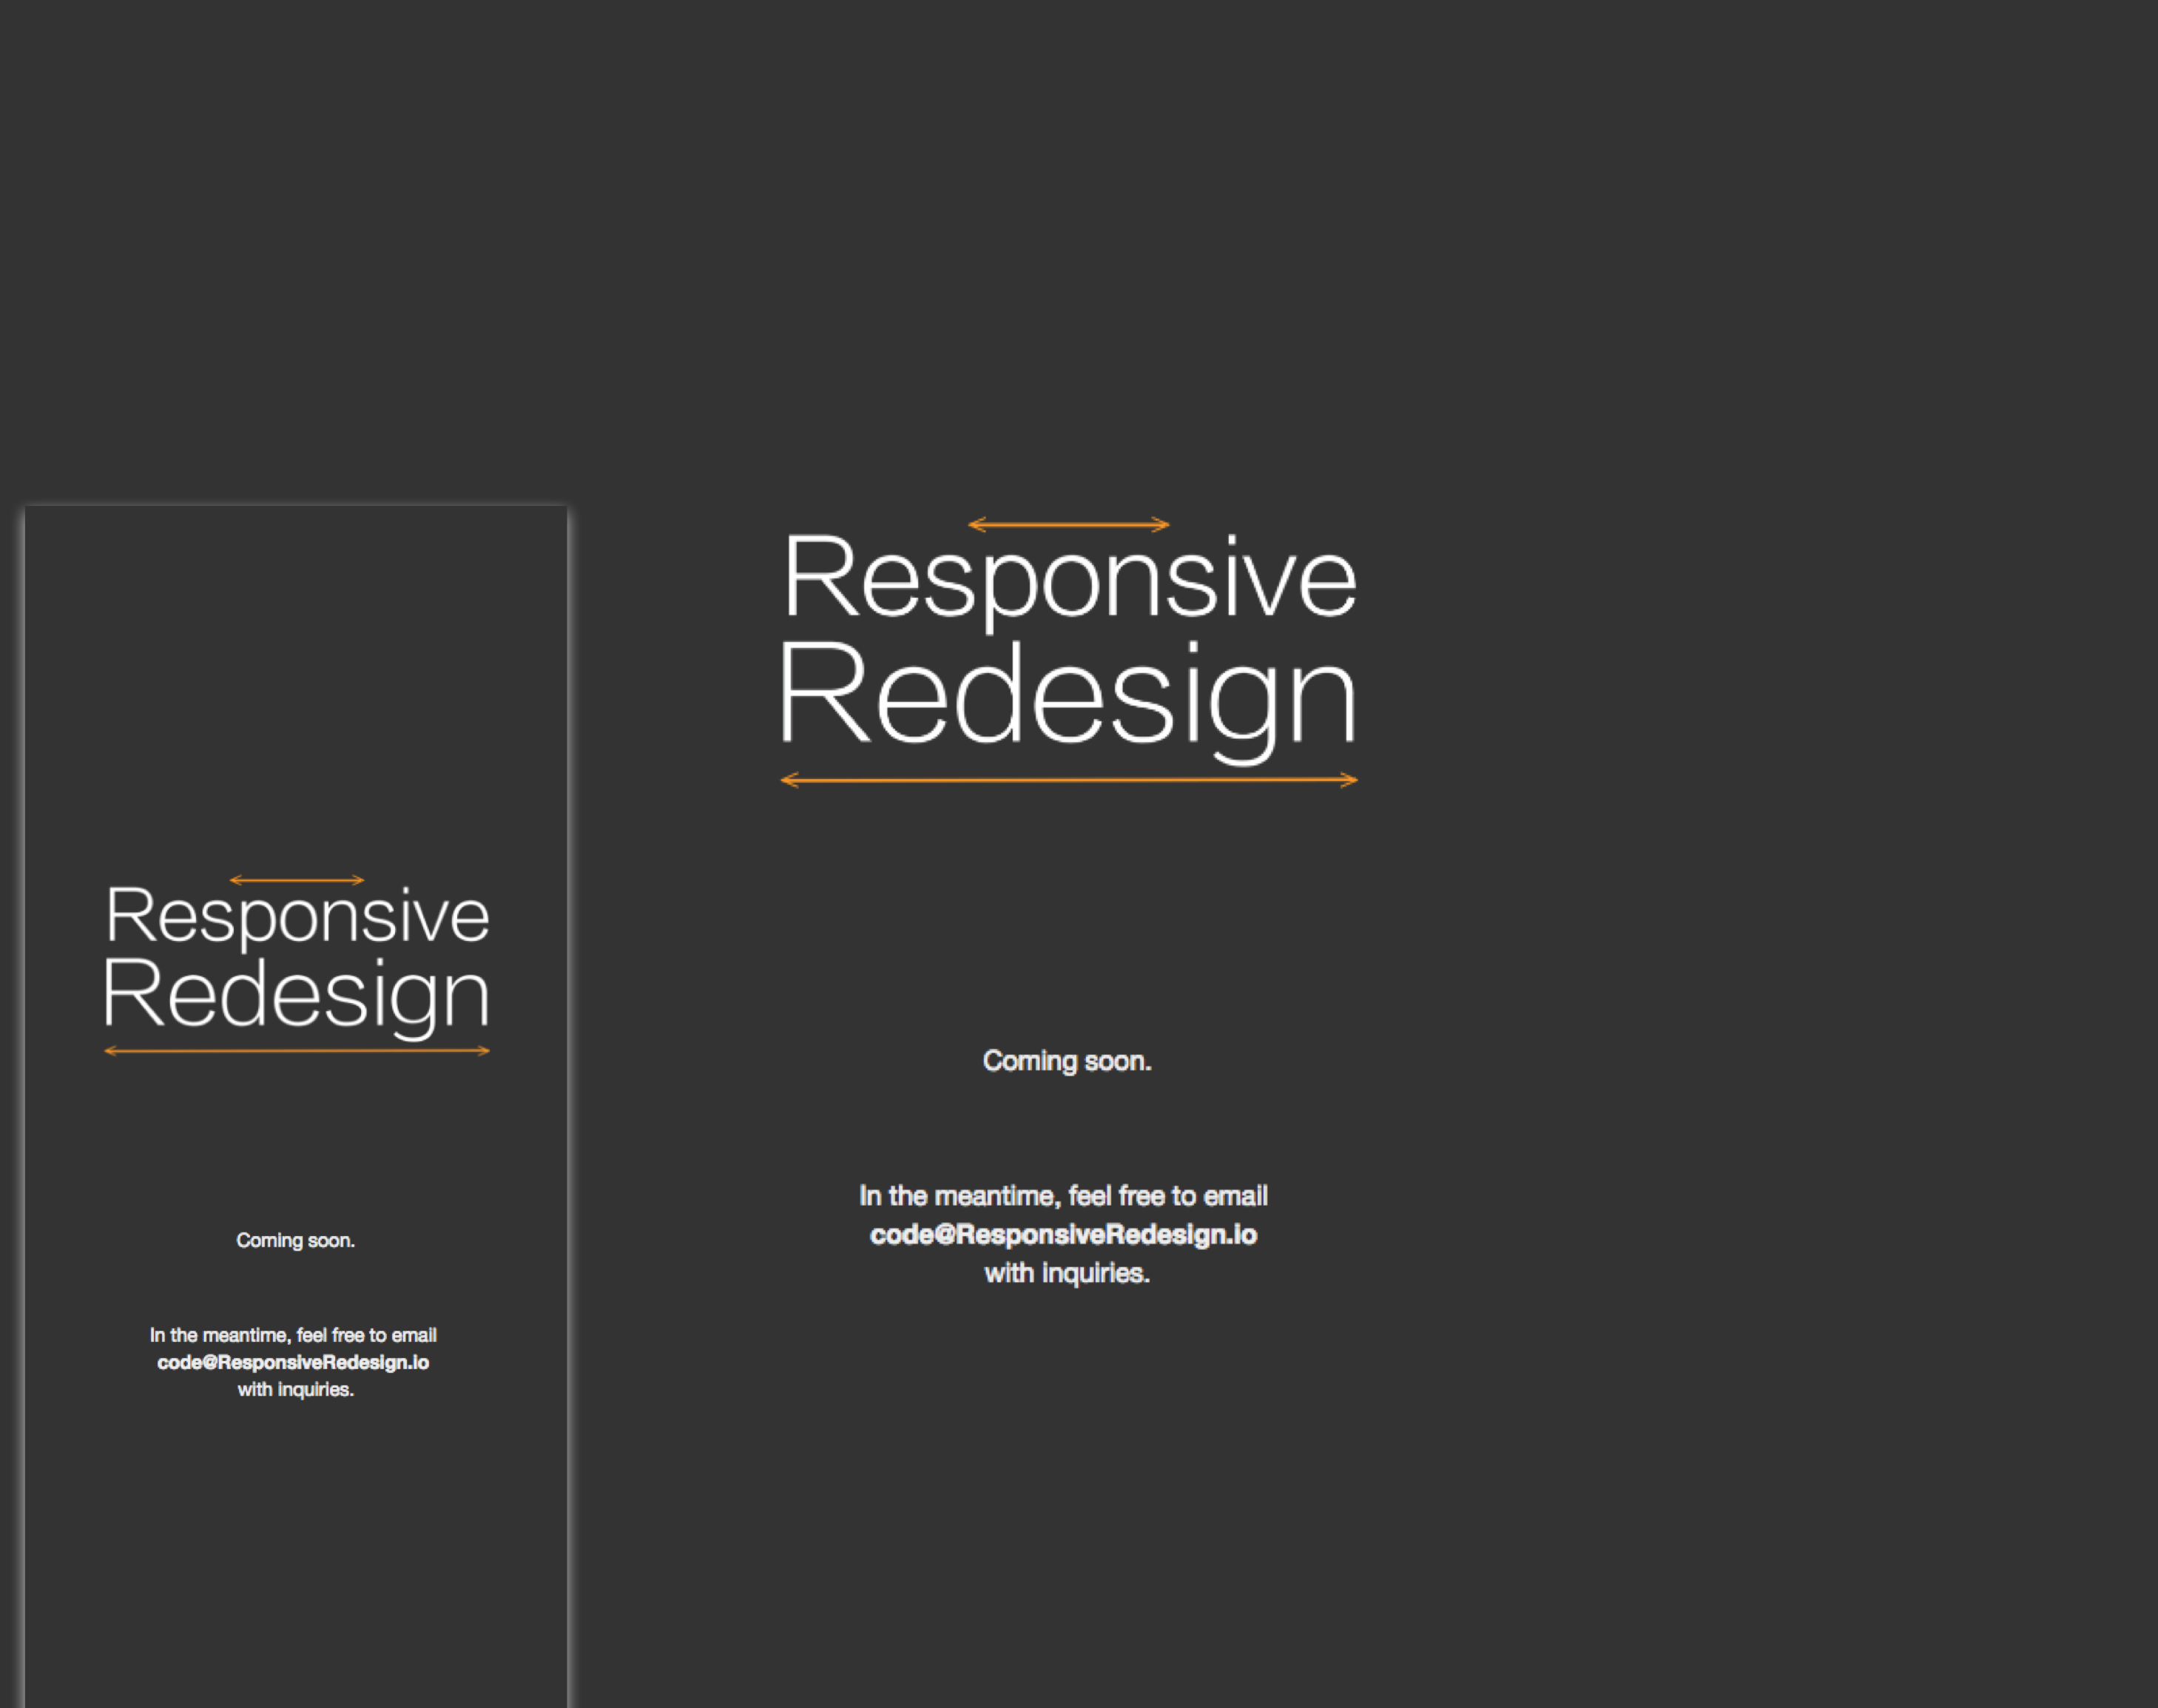 Responsive
Redesign
Coming soon.
In the meantime, feel free to email
code@ResponsiveRedesign.io
with inquiries.
Responsive
Redesign
Coming soon.
In the meantime, feel free to email
code@ResponsiveRedesign.io
with inquiries.